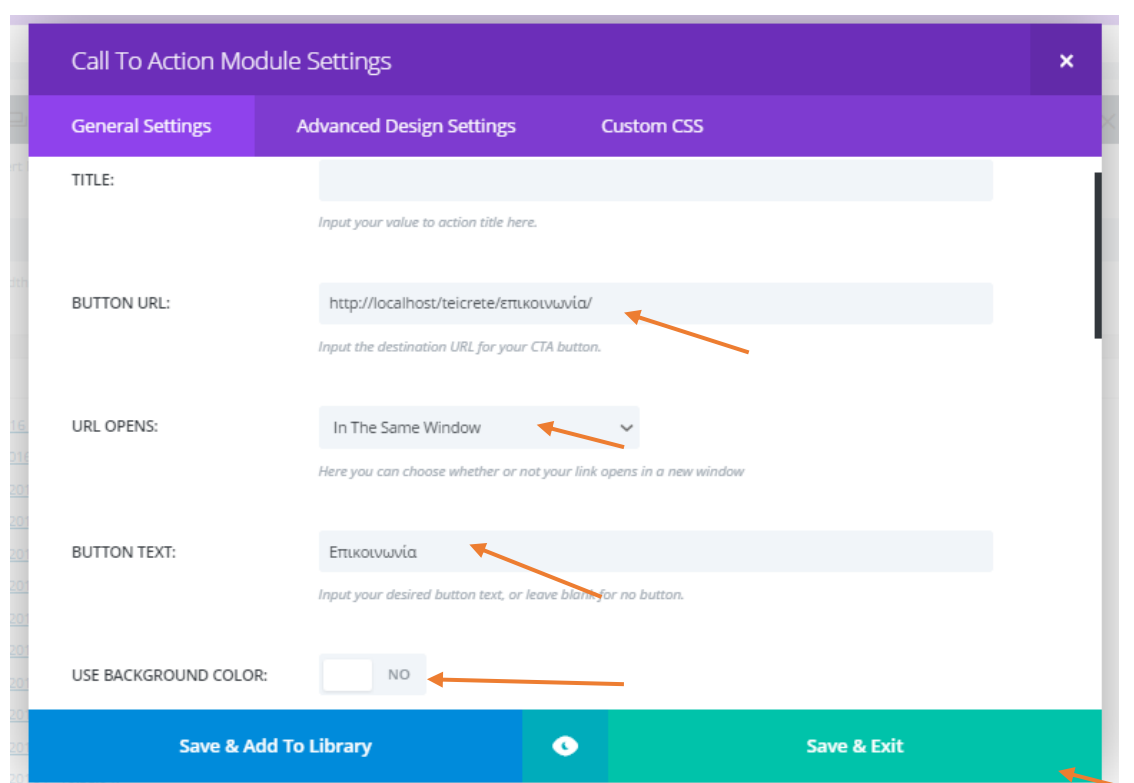 Call To Action Module Settings
General Settings Advanced Design Settings Custom CSS
TITLE:
Input your value to action title here.
BUTTON URL: http://localhost/teicrete/επικοινωνία/
Input the destination URL for your CTA button.
URL OPENS: In The Same Window
Here you can choose whether or not your link opens in a new window
BUTTON TEXT: Επικοινωνία
Input your desired button text, or leave blank for no button.
USE BACKGROUND COLOR: NO
Save & Add To Library Save & Exit